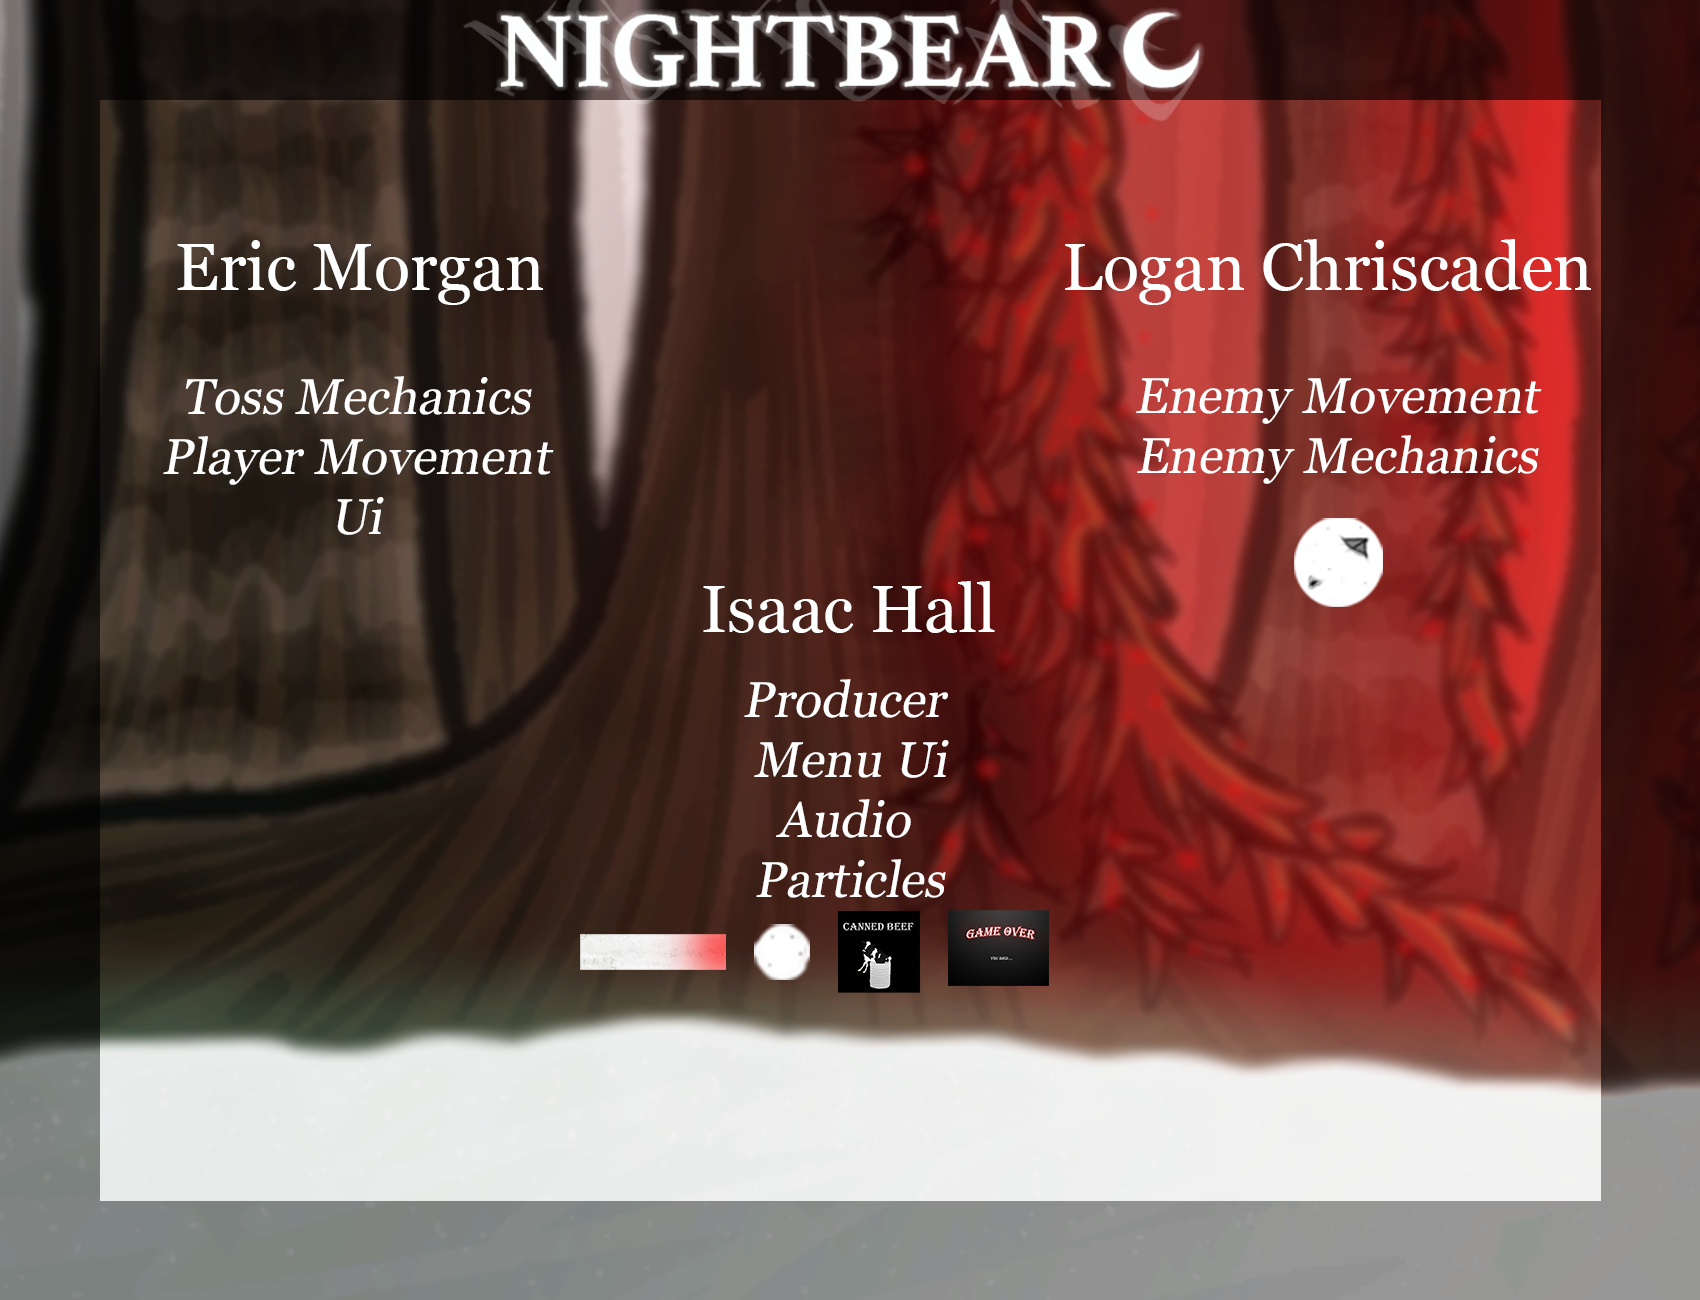 NIGHTBEAR
Eric Morgan
Toss Mechanics
Player Movement
Ui
Logan Chriscaden
Enemy Movement
Enemy Mechanics
Isaac Hall
Producer
Menu Ui
Audio
Particles
CANNED BEEF
GAME OVER